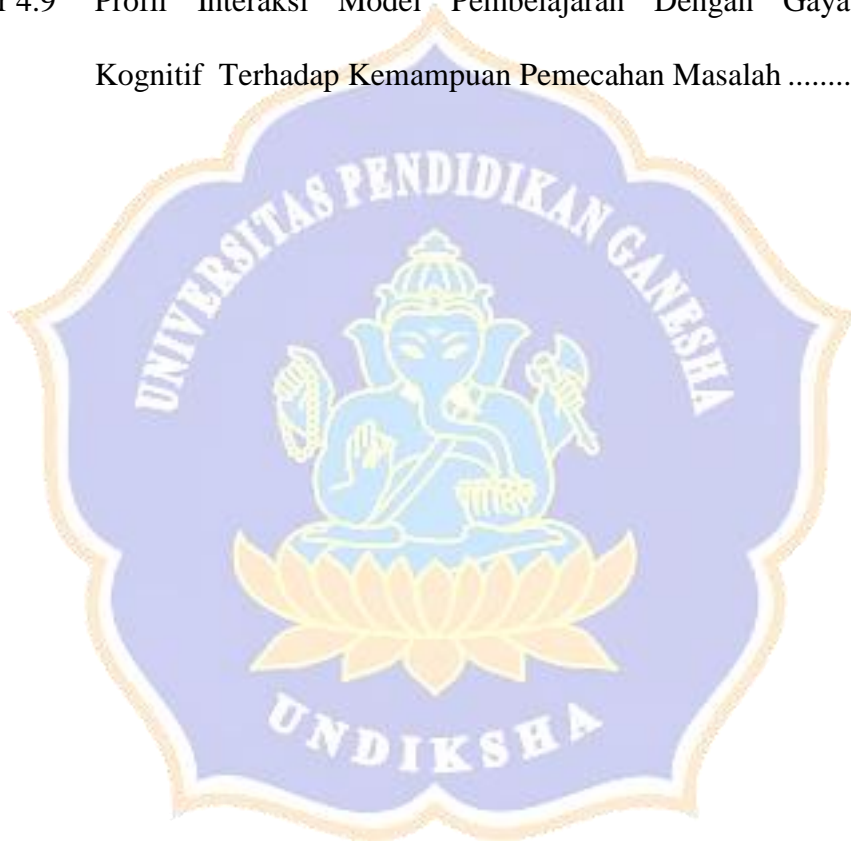 4.9 Profil Interaksi Model Pembelajaran Dengan Gaya
Kognitif Terhadap Kemampuan Pemecahan Masalah ........
UNIVERSITAS PENDIDIKAN GANESHA
UNDIKSHA